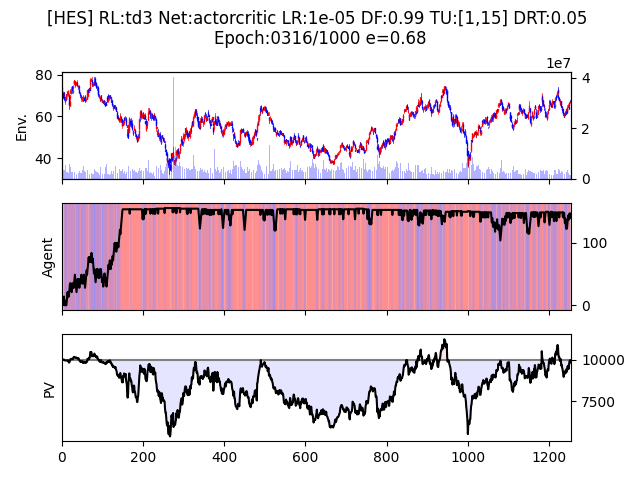 [HES] RL:td3 Net:actorcritic LR:1e-05 DF:0.99 TU:[1,15] DRT:0.05
Epoch:0316/1000 e=0.68
1e7
80
60
40
Env.
4
2
0
Agent
100
0
PV
10000
7500
0 200 400 600 800 1000 1200